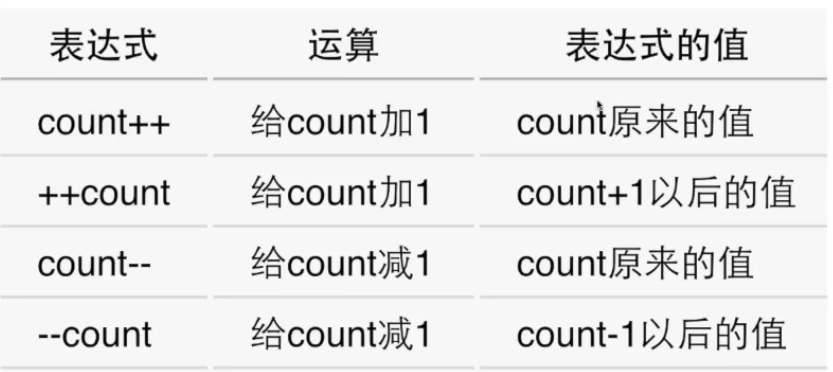 表达式 运算 表达式的值
count++ 给count加1 count原来的值
++count 给count加1 count+1以后的值
count-- 给count减1 count原来的值
--count 给count减1 count-1以后的值